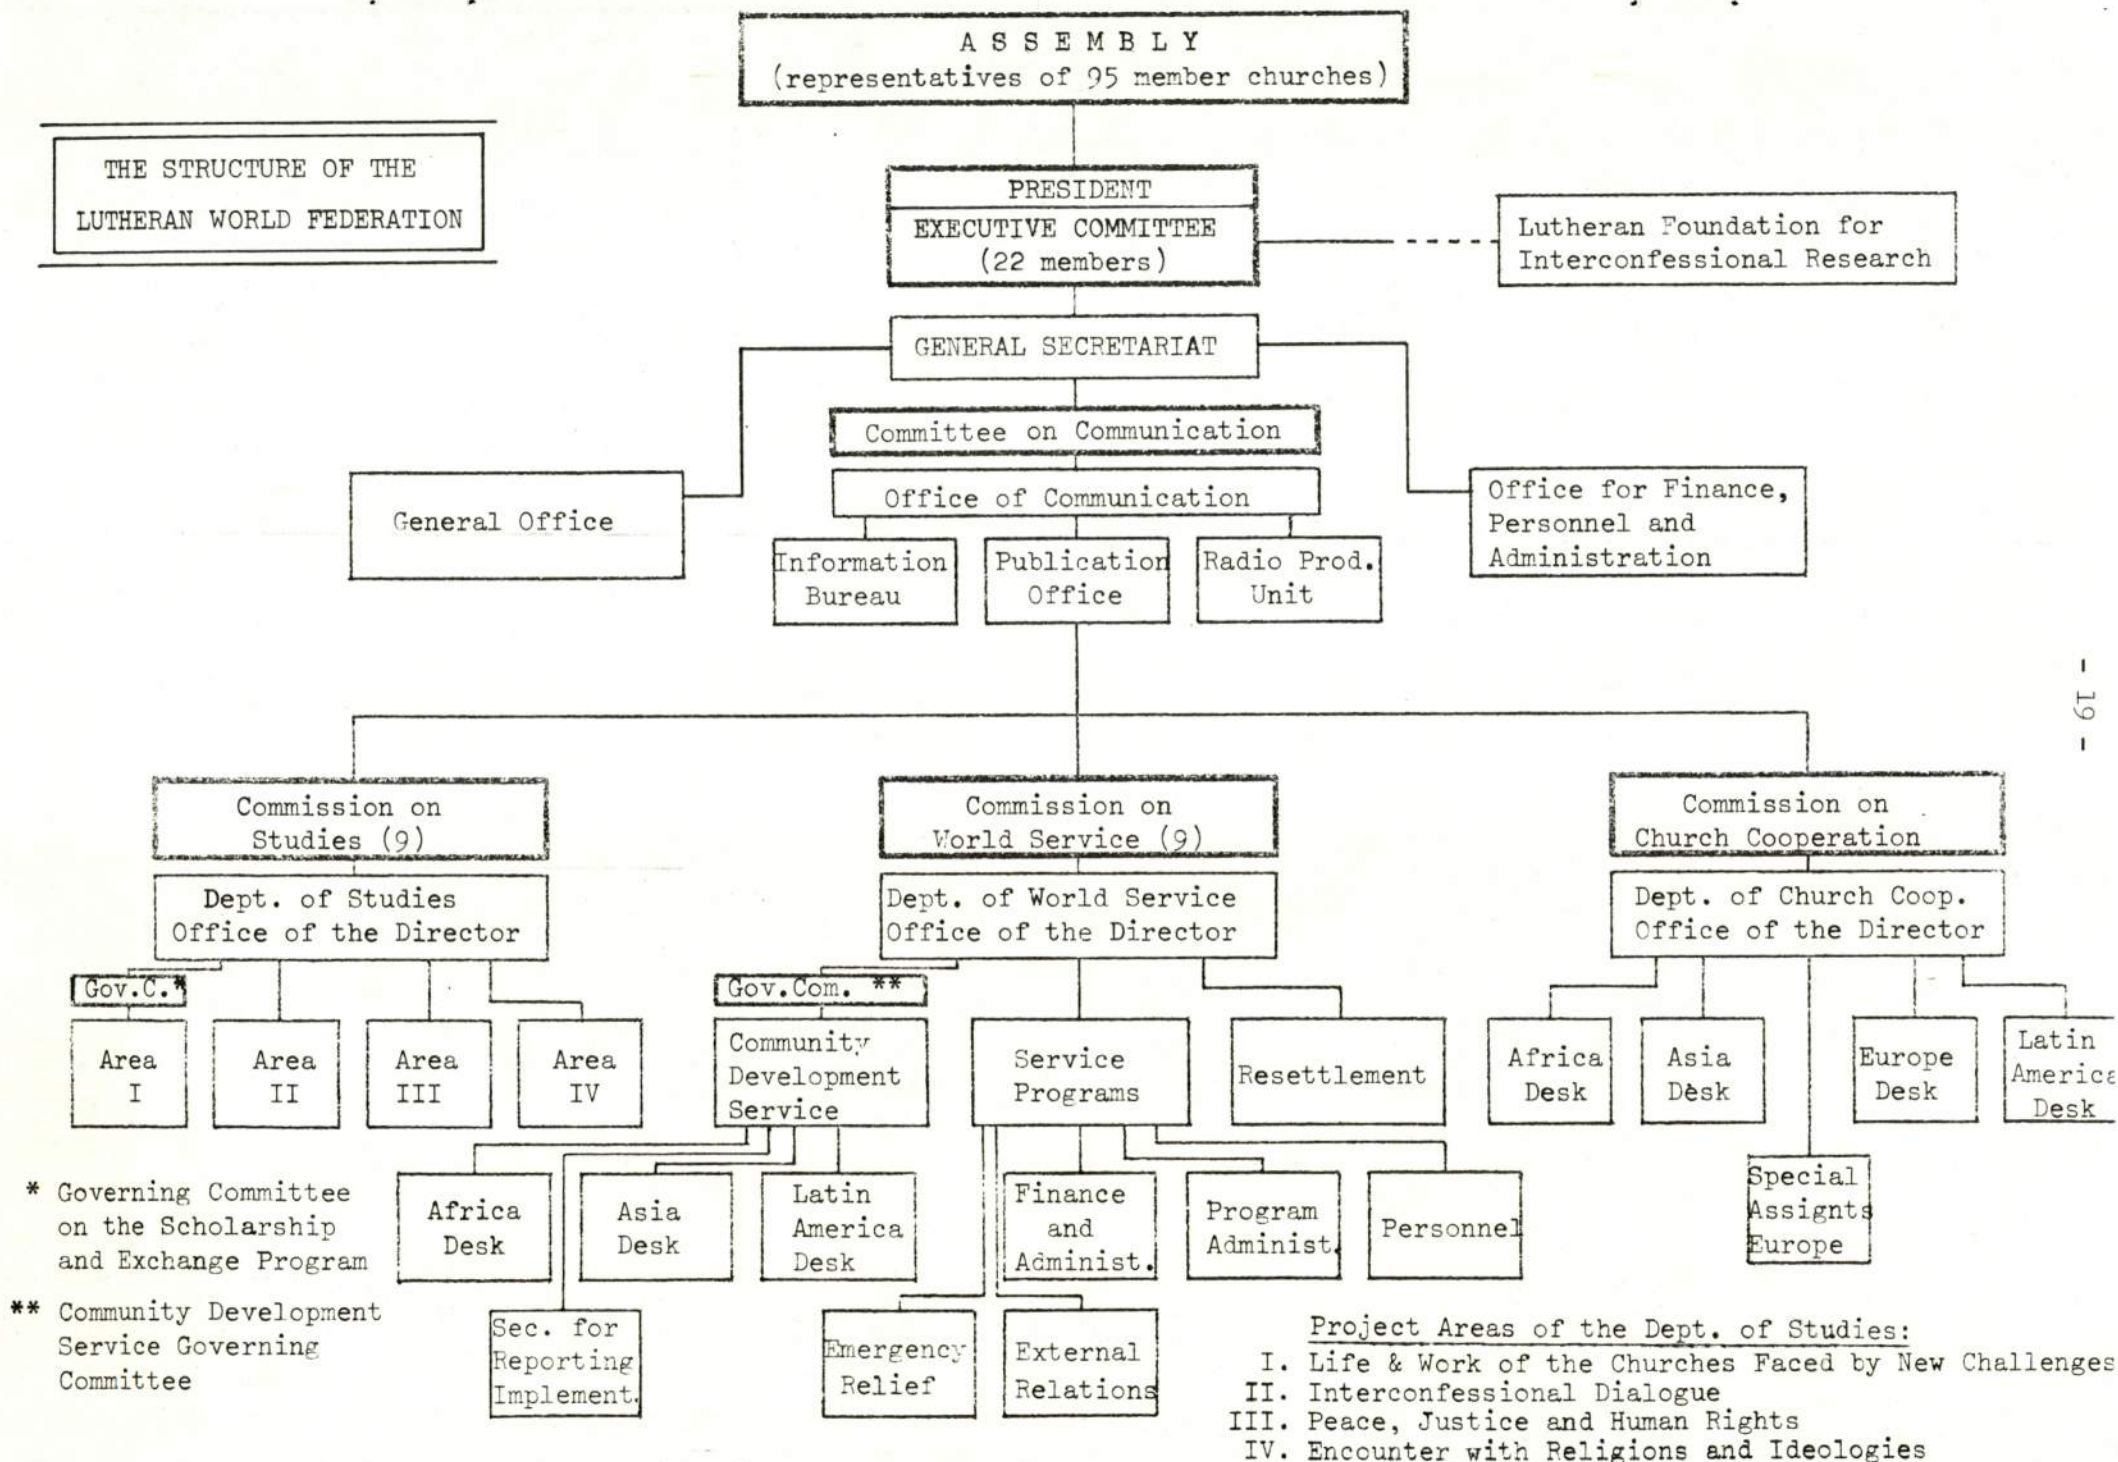 A S S E M B L Y
(representatives of 95 member churches)
THE STRUCTURE OF THE
LUTHERAN WORLD FEDERATION
PRESIDENT
EXECUTIVE COMMITTEE
(22 members)
Lutheran Foundation for
Interconfessional Research
GENERAL SECRETARIAT
Committee on Communication
Office of Communication
General Office
Office for Finance,
Personnel and
Administration
Information
Bureau
Publication
Office
Radio Prod.
Unit
- 19 -
Commission on
Studies (9)
Commission on
World Service (9)
Commission on
Church Cooperation
Dept. of Studies
Office of the Director
Dept. of World Service
Office of the Director
Dept. of Church Coop.
Office of the Director
Gov.C.*
Gov.Com. **
Area
I
Area
II
Area
III
Area
IV
Community
Development
Service
Service
Programs
Resettlement
Africa
Desk
Asia
Desk
Europe
Desk
Latin
America
Desk
Special
Assignts
Europe
Africa
Desk
Asia
Desk
Latin
America
Desk
Finance
and
Administ.
Program
Administ.
Personnel
Sec. for
Reporting
Implement.
Emergency
Relief
External
Relations
* Governing Committee
on the Scholarship
and Exchange Program
** Community Development
Service Governing
Committee
Project Areas of the Dept. of Studies:
I. Life & Work of the Churches Faced by New Challenges
II. Interconfessional Dialogue
III. Peace, Justice and Human Rights
IV. Encounter with Religions and Ideologies